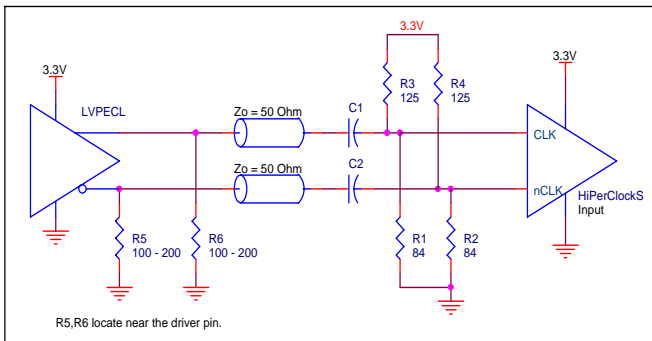 3.3V
3.3V
3.3V
R3
125
R4
125
LVPECL
Zo = 50 Ohm
C1
CLK
Zo = 50 Ohm
C2
nCLK
HiPerClockS
Input
R5
100 - 200
R6
100 - 200
R1
84
R2
84
R5,R6 locate near the driver pin.